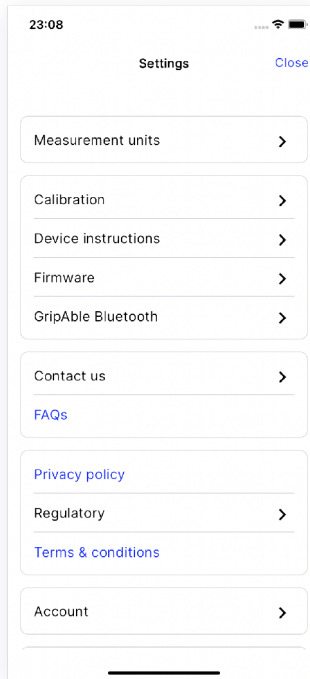 23:08
Settings
Close
Measurement units
Calibration
Device instructions
Firmware
GripAble Bluetooth
Contact us
FAQs
Privacy policy
Regulatory
Terms & conditions
Account